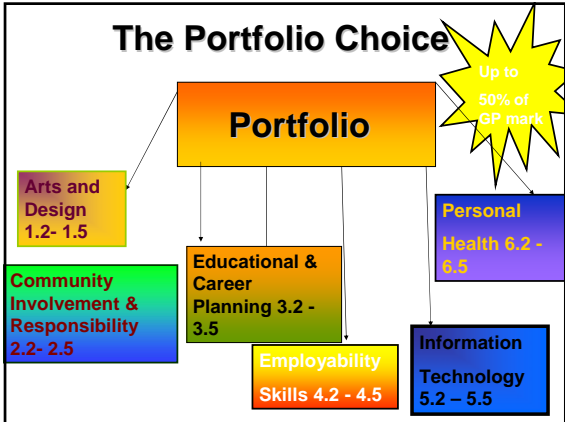 The Portfolio Choice
Up to
50% of
GP mark
Portfolio
Arts and
Design
1.2- 1.5
Personal
Health 6.2 -
6.5
Community
Involvement &
Responsibility
2.2- 2.5
Educational &
Career
Planning 3.2 -
3.5
Employability
Skills 4.2 - 4.5
Information
Technology
5.2 – 5.5